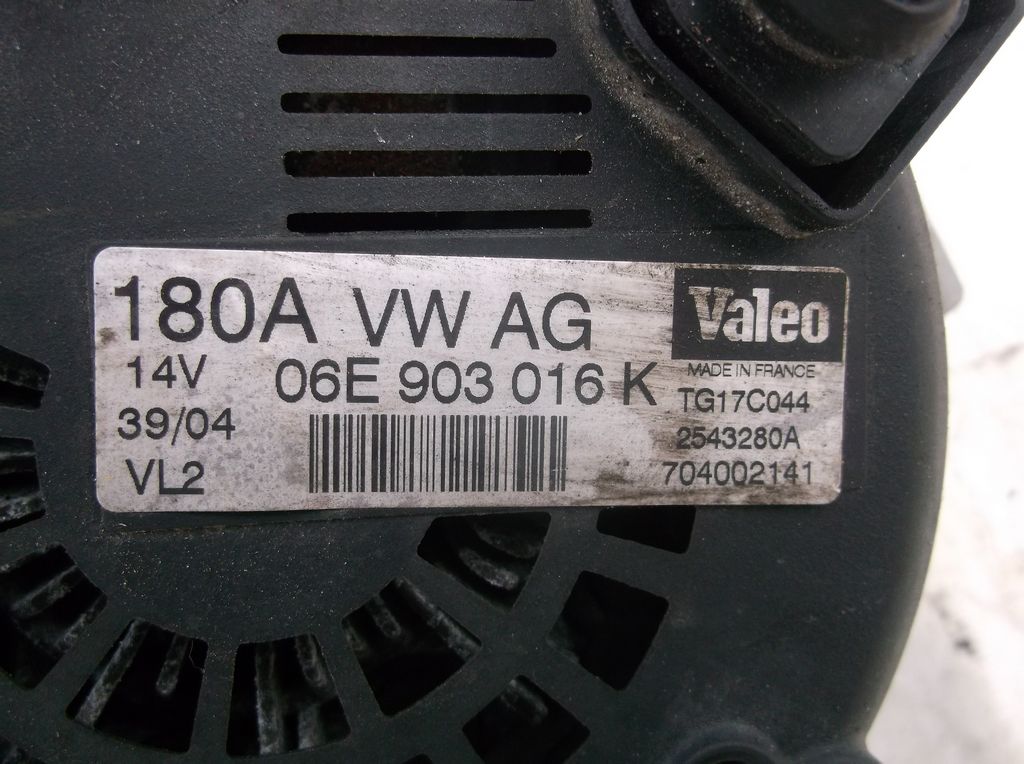 180A VW AG
Valeo
14V
06E 903 016 K
MADE IN FRANCE
39/04
TG17C044
2543280A
VL2
704002141